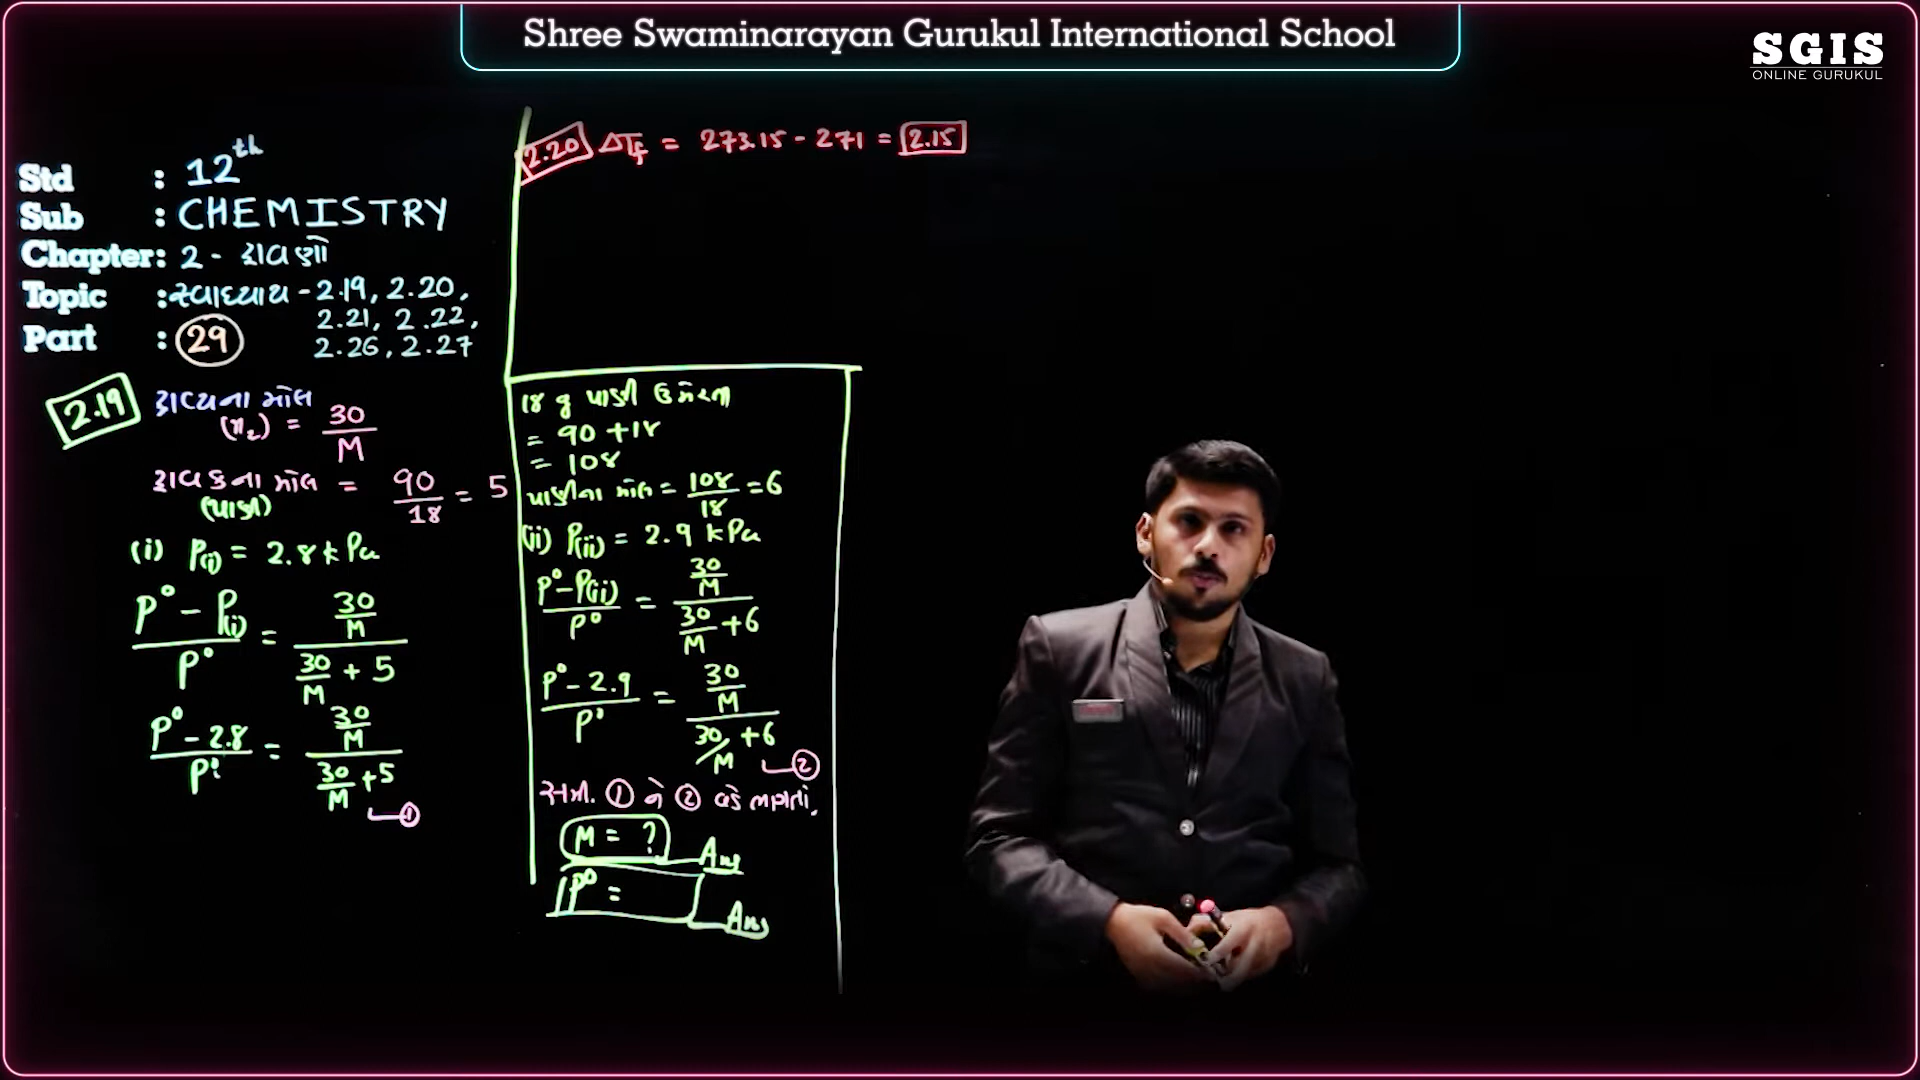 Shree Swaminarayan Gurukul International School
SGIS
ONLINE GURUKUL
Std : 12th
Sub : CHEMISTRY
Chapter: 2 - દ્રાવણો
Topic : સ્વાધ્યાય - 2.19, 2.20,
2.21, 2.22,
2.26, 2.27
Part : 29
2.19 દ્રાવ્યના મોલ
(n₂) = 30/M
દ્રાવકના મોલ = 90/18 = 5
(પાણી)
(i) P(i) = 2.8 kPa
P° - P(i) / P° = 30/M / 30/M + 5
P° - 2.8 / P° = 30/M / 30/M + 5
①
2.20 ΔTf = 273.15 - 271 = 2.15
18 g પાણી ઉમેરતા
= 90 + 18
= 108
પાણીના મોલ = 108/18 = 6
(ii) P(ii) = 2.9 kPa
P° - P(ii) / P° = 30/M / 30/M + 6
P° - 2.9 / P° = 30/M / 30/M + 6
②
સમી. ① ને ② વડે ભાગતાં.
M = ? Ans
P° = Ans